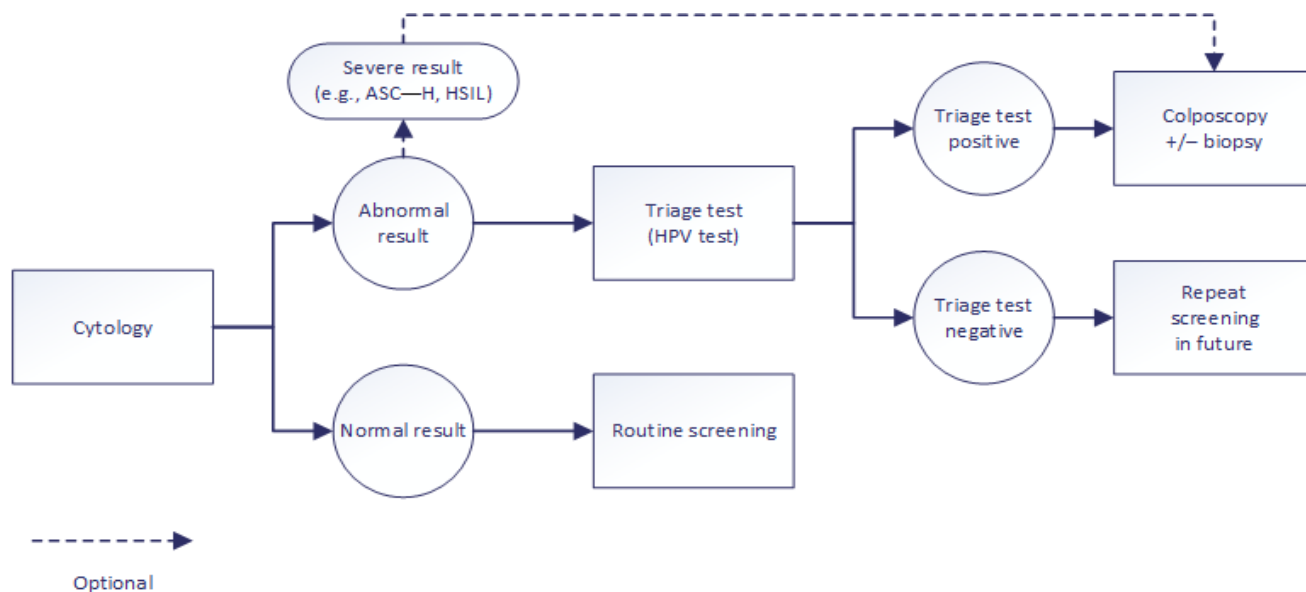 Severe result
(e.g., ASC—H, HSIL)
Triage test
positive
Colposcopy
+/– biopsy
Abnormal
result
Triage test
(HPV test)
Cytology
Triage test
negative
Repeat
screening
in future
Normal result
Routine screening
Optional